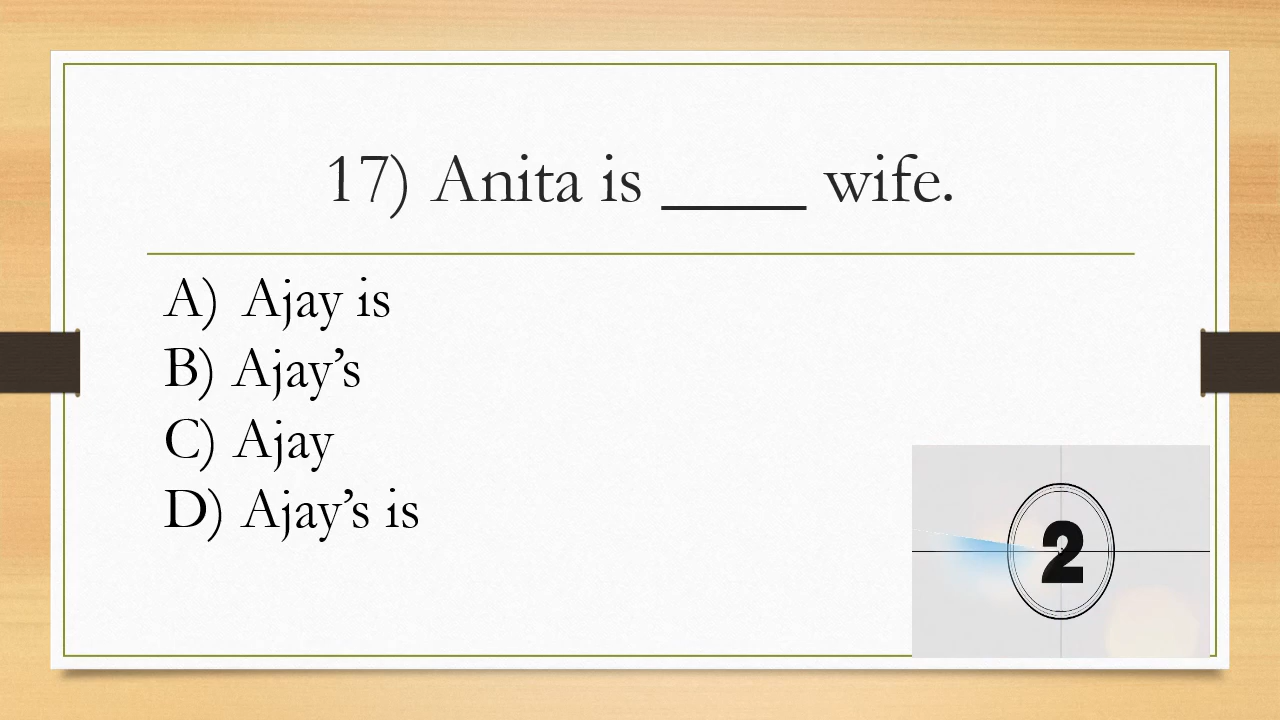 17) Anita is ____ wife.
A) Ajay is
B) Ajay’s
C) Ajay
D) Ajay’s is
2